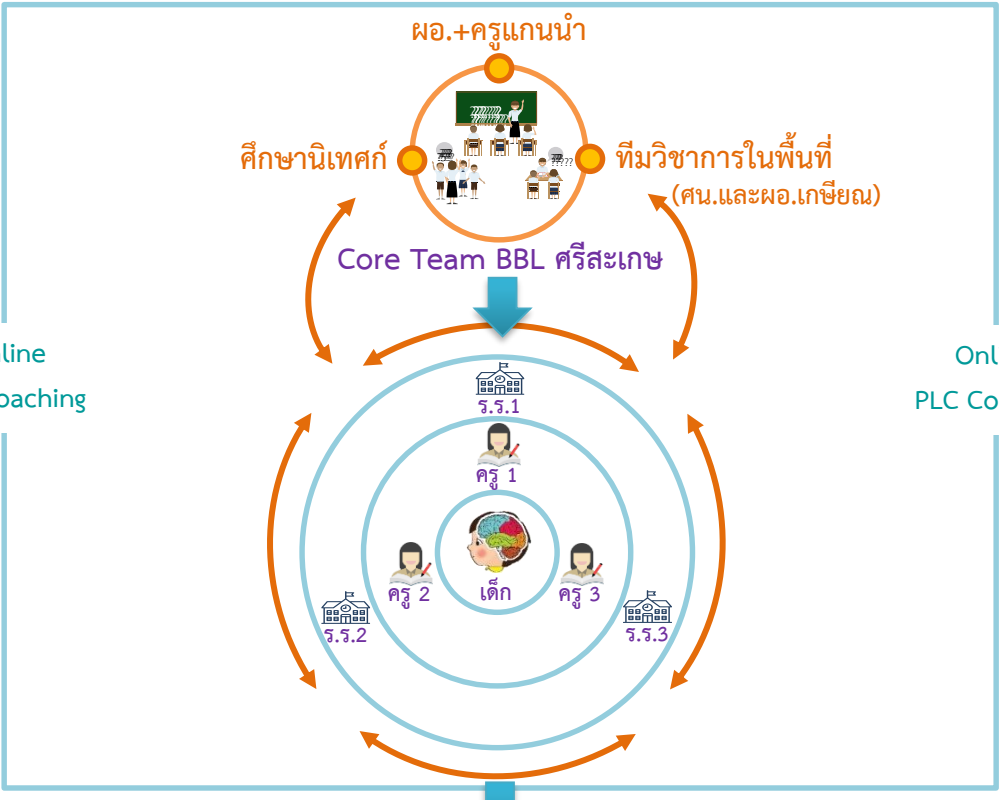 ผอ.+ครูแกนนำ
ศึกษานิเทศก์
ทีมวิชาการในพื้นที่
(ศน.และผอ.เกษียณ)
Core Team BBL ศรีสะเกษ
line
oaching
Onl
PLC Co
ร.ร.1
ครู 1
ครู 2
เด็ก
ครู 3
ร.ร.2
ร.ร.3